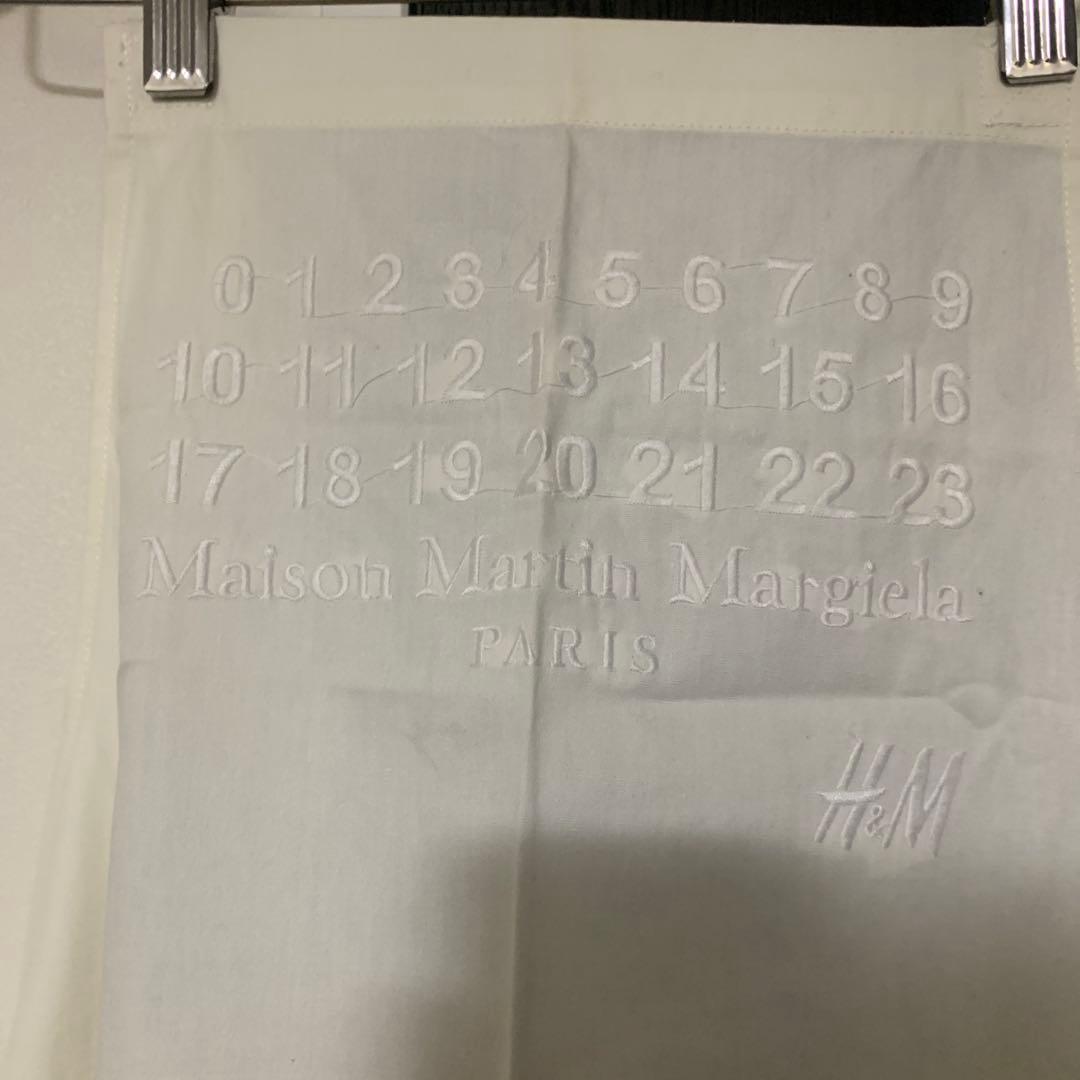 0 1 2 3 4 5 6 7 8 9
10 11 12 13 14 15 16
17 18 19 20 21 22 23
Maison Martin Margiela
PARIS
H&M